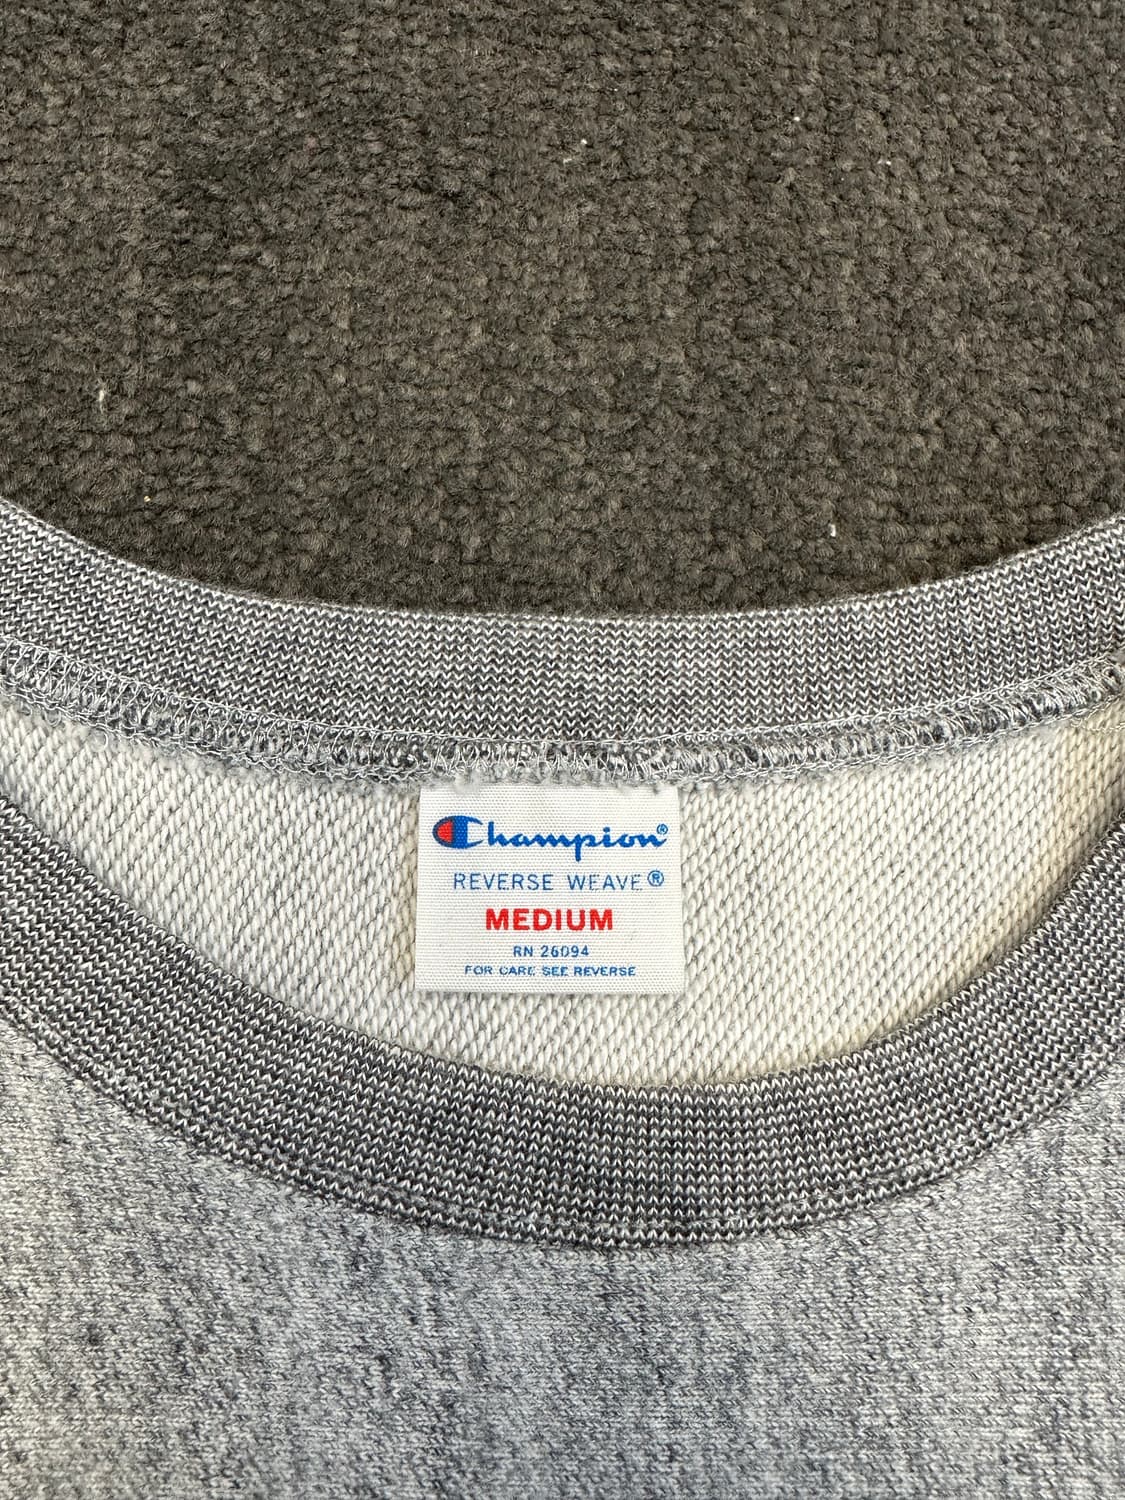 Champion®
REVERSE WEAVE®
MEDIUM
RN 26094
FOR CARE SEE REVERSE